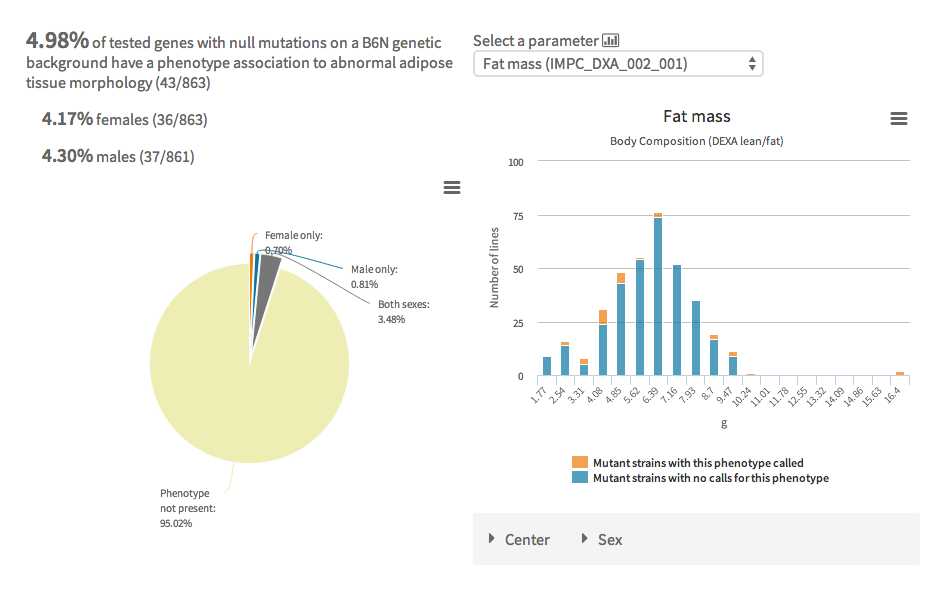 4.98% of tested genes with null mutations on a B6N genetic
background have a phenotype association to abnormal adipose
tissue morphology (43/863)
4.17% females (36/863)
4.30% males (37/861)
Female only:
0.70%
Male only:
0.81%
Both sexes:
3.48%
Phenotype
not present:
95.02%
Select a parameter
Fat mass (IMPC_DXA_002_001)
Fat mass
Body Composition (DEXA lean/fat)
Number of lines
100
75
50
25
0
1.77
2.54
3.31
4.08
4.85
5.62
6.39
7.16
7.93
8.7
9.47
10.24
11.01
11.78
12.55
13.32
14.09
14.86
15.63
16.4
g
Mutant strains with this phenotype called
Mutant strains with no calls for this phenotype
Center
Sex